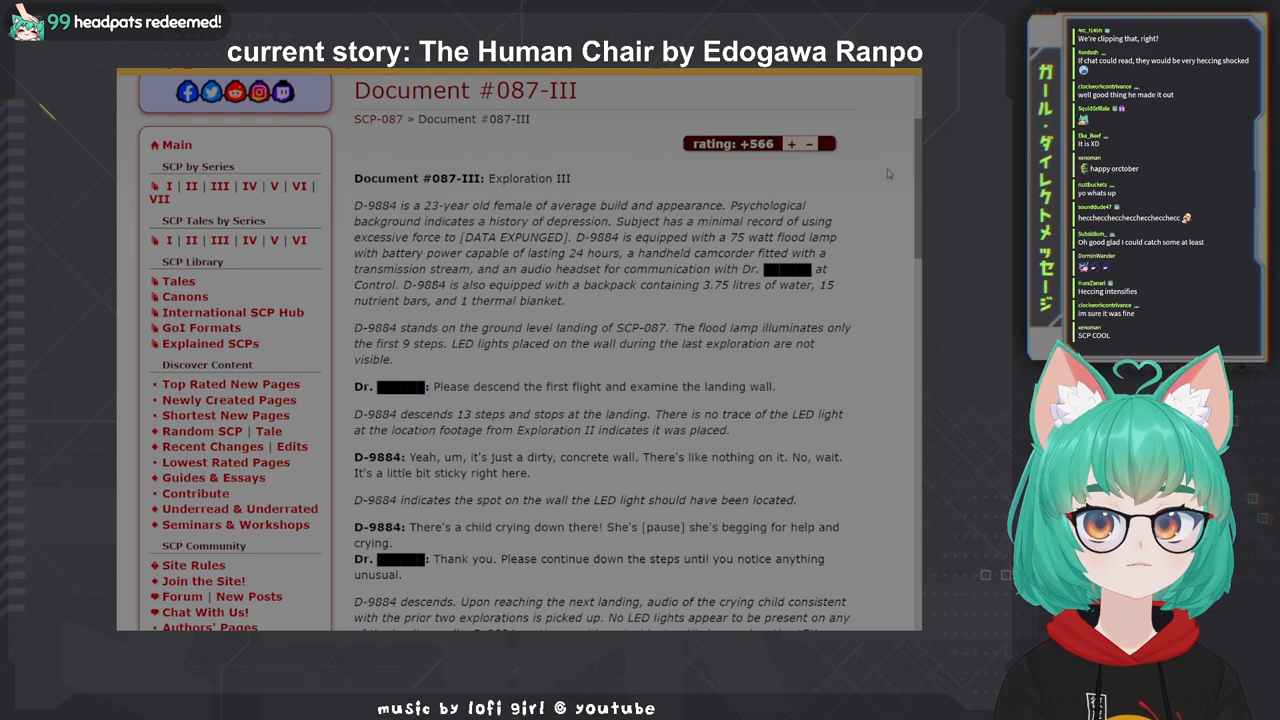 99 headpats redeemed!
current story: The Human Chair by Edogawa Ranpo
Main
SCP by Series
I | II | III | IV | V | VI |
VII
SCP Tales by Series
I | II | III | IV | V | VI
SCP Library
Tales
Canons
International SCP Hub
GoI Formats
Explained SCPs
Discover Content
Top Rated New Pages
Newly Created Pages
Shortest New Pages
Random SCP | Tale
Recent Changes | Edits
Lowest Rated Pages
Guides & Essays
Contribute
Underread & Underrated
Seminars & Workshops
SCP Community
Site Rules
Join the Site!
Forum | New Posts
Chat With Us!
Authors' Pages
Document #087-III
SCP-087 » Document #087-III
rating: +566 + –
Document #087-III: Exploration III
D-9884 is a 23-year old female of average build and appearance. Psychological
background indicates a history of depression. Subject has a minimal record of using
excessive force to [DATA EXPUNGED]. D-9884 is equipped with a 75 watt flood lamp
with battery power capable of lasting 24 hours, a handheld camcorder fitted with a
transmission stream, and an audio headset for communication with Dr. at
Control. D-9884 is also equipped with a backpack containing 3.75 litres of water, 15
nutrient bars, and 1 thermal blanket.
D-9884 stands on the ground level landing of SCP-087. The flood lamp illuminates only
the first 9 steps. LED lights placed on the wall during the last exploration are not
visible.
Dr. : Please descend the first flight and examine the landing wall.
D-9884 descends 13 steps and stops at the landing. There is no trace of the LED light
at the location footage from Exploration II indicates it was placed.
D-9884: Yeah, um, it's just a dirty, concrete wall. There's like nothing on it. No, wait.
It's a little bit sticky right here.
D-9884 indicates the spot on the wall the LED light should have been located.
D-9884: There's a child crying down there! She's [pause] she's begging for help and
crying.
Dr. : Thank you. Please continue down the steps until you notice anything
unusual.
D-9884 descends. Upon reaching the next landing, audio of the crying child consistent
with the prior two explorations is picked up. No LED lights appear to be present on any
ガール・ダイレクトメッセージ
We're clipping that, right?
Kordesh
If chat could read, they would be very heccing shocked
clockworkcontrivance
well good thing he made it out
SquidGrillala
Eka_Beef
It is XD
xenoman
happy orctober
rustbuckets
yo whats up
sounddude47
hecchecchecchecchecchecchecc
Subsidium_
Oh good glad I could catch some at least
DorminWander
HuraZanari
Heccing intensifies
clockworkcontrivance
im sure it was fine
xenoman
SCP COOL
music by lofi girl @ youtube